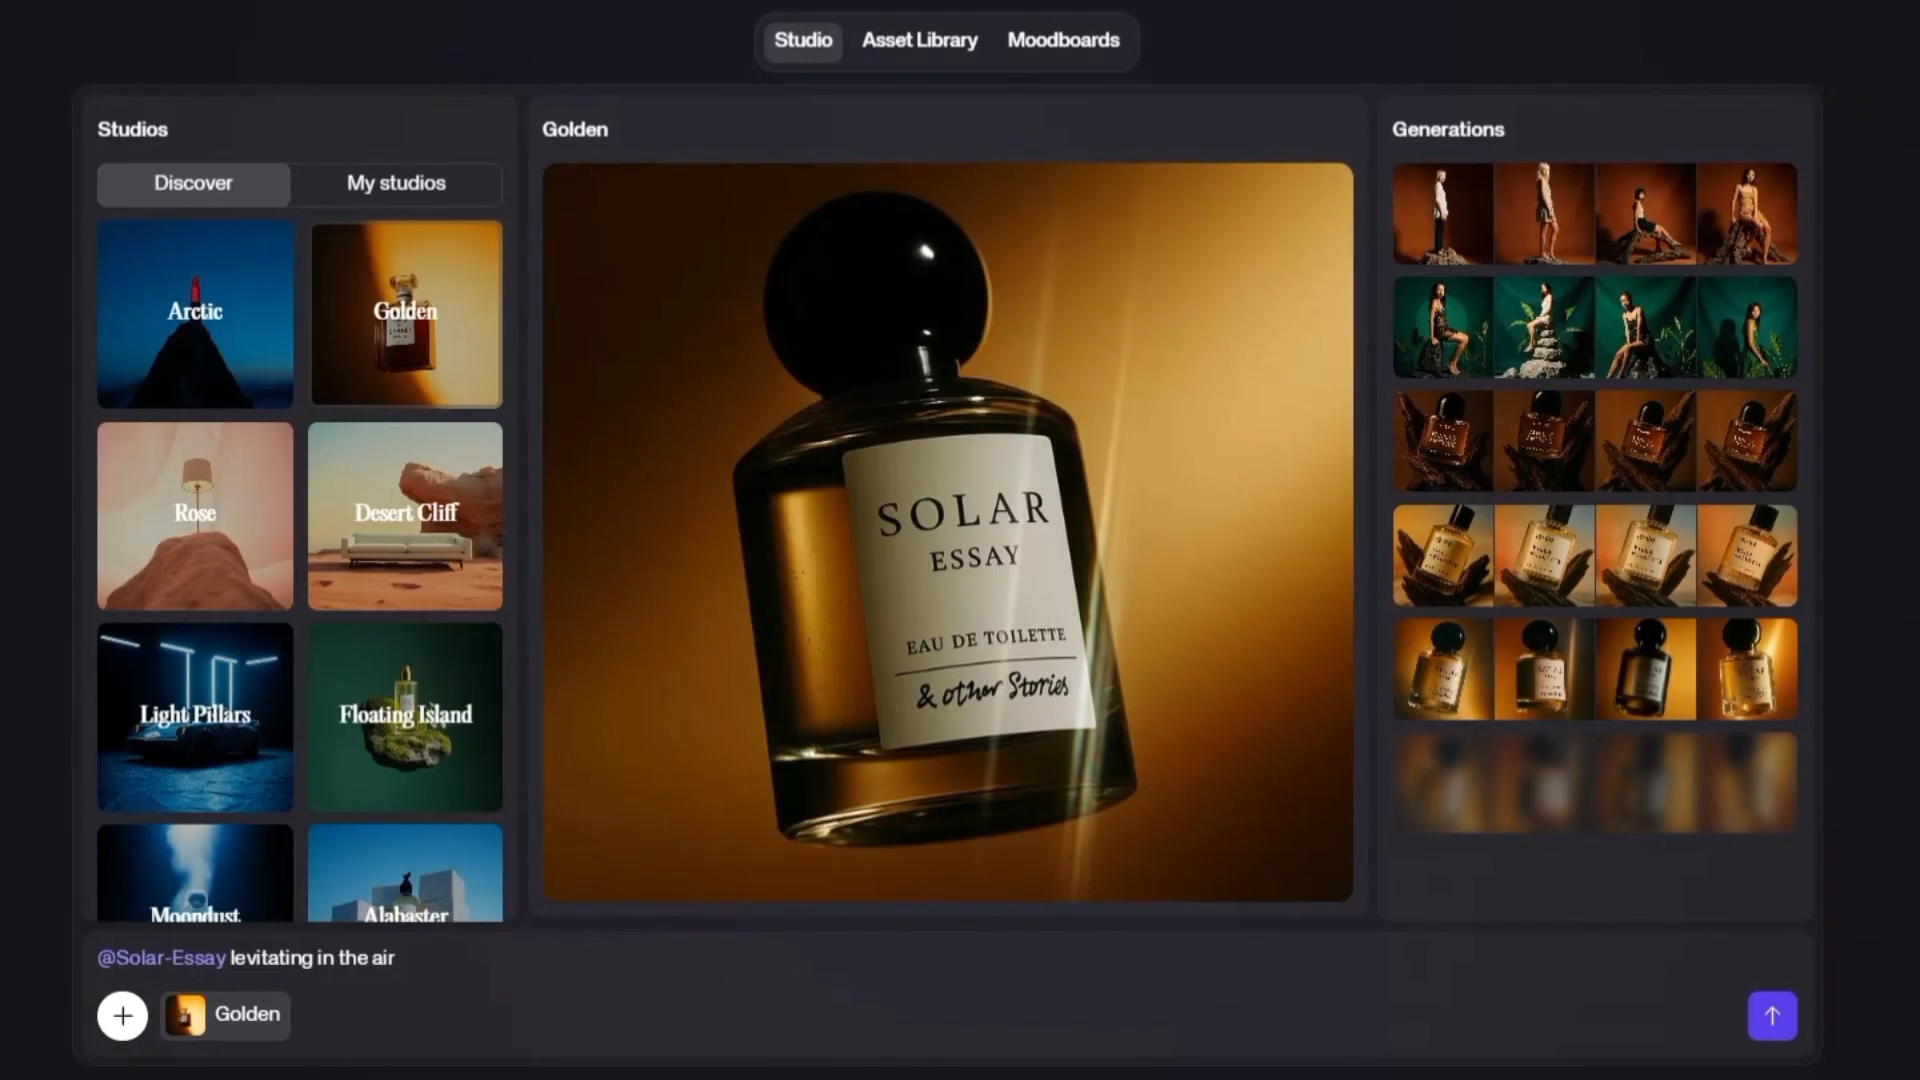 Studio
Asset Library
Moodboards
Studios
Discover
My studios
Arctic
Golden
Rose
Desert Cliff
Light Pillars
Floating Island
Moondust
Alabaster
Golden
SOLAR
ESSAY
EAU DE TOILETTE
& other Stories
Generations
@Solar-Essay levitating in the air
Golden